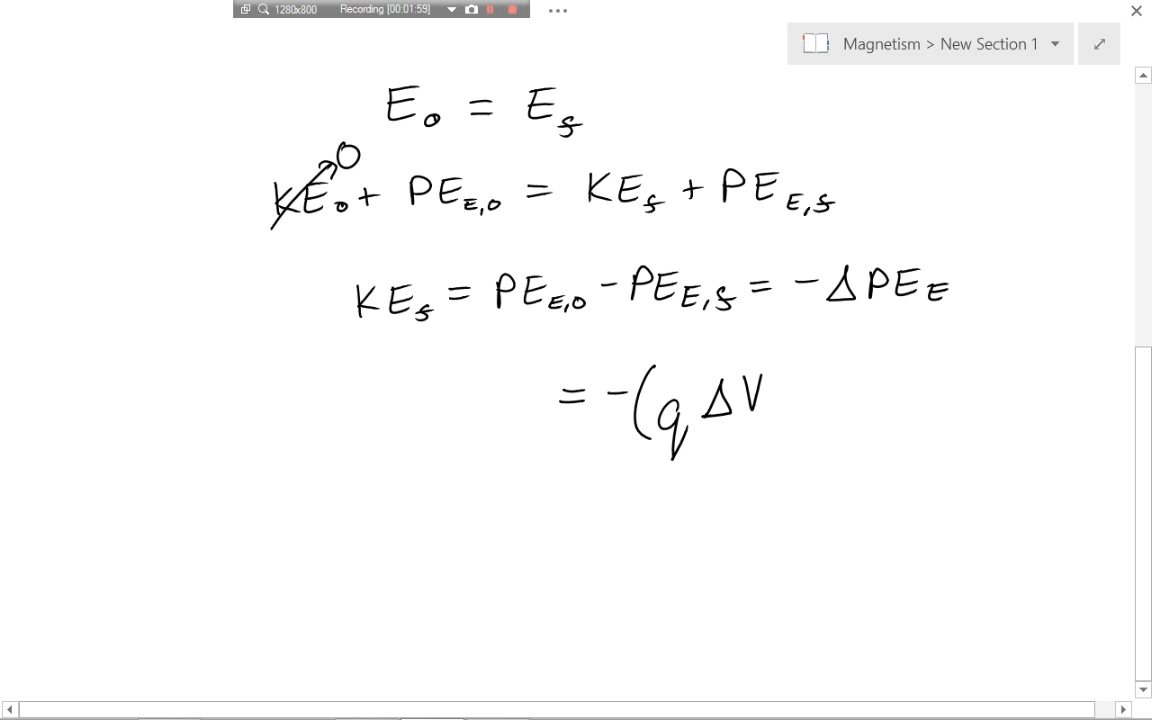 1280x800 Recording [00:01:59]
Magnetism > New Section 1
E₀ = E_f
0
KE₀ + PE_E,0 = KE_f + PE_E,f
KE_f = PE_E,0 - PE_E,f = -ΔPE_E
= -(qΔV